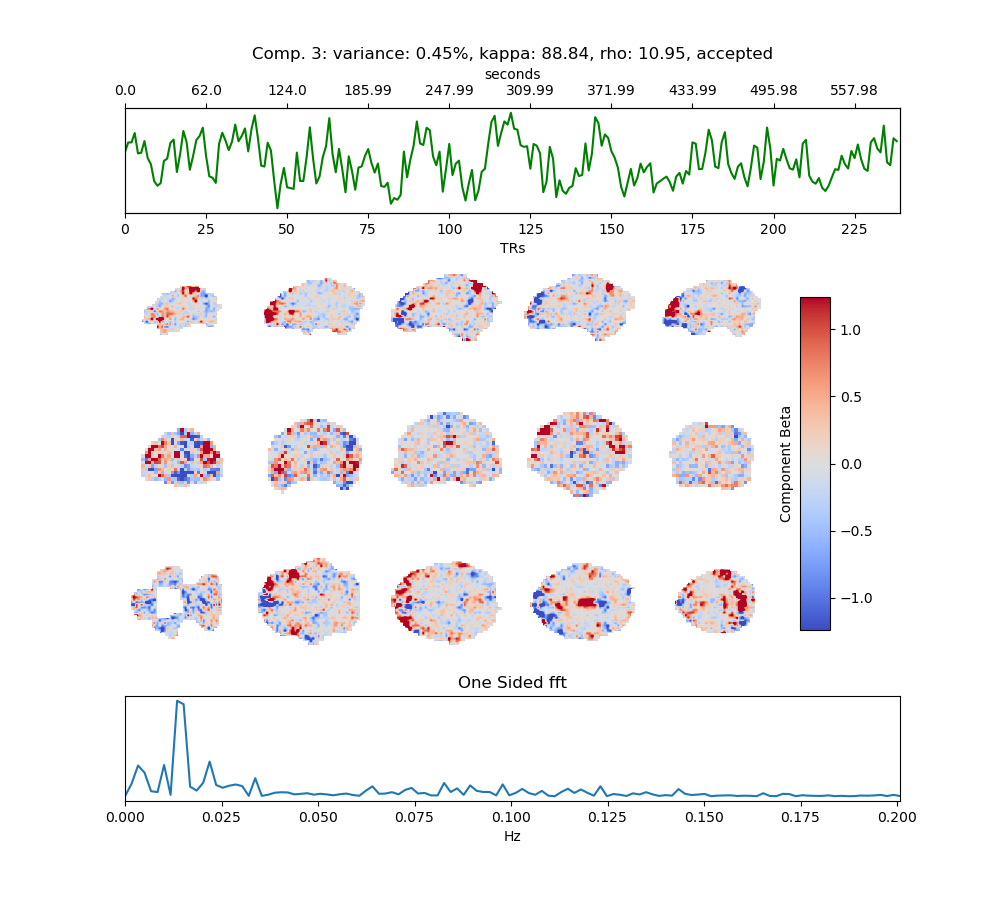 Comp. 3: variance: 0.45%, kappa: 88.84, rho: 10.95, accepted
seconds
0.0 62.0 124.0 185.99 247.99 309.99 371.99 433.99 495.98 557.98
0 25 50 75 100 125 150 175 200 225
TRs
1.0
0.5
0.0
−0.5
−1.0
Component Beta
One Sided fft
0.000 0.025 0.050 0.075 0.100 0.125 0.150 0.175 0.200
Hz